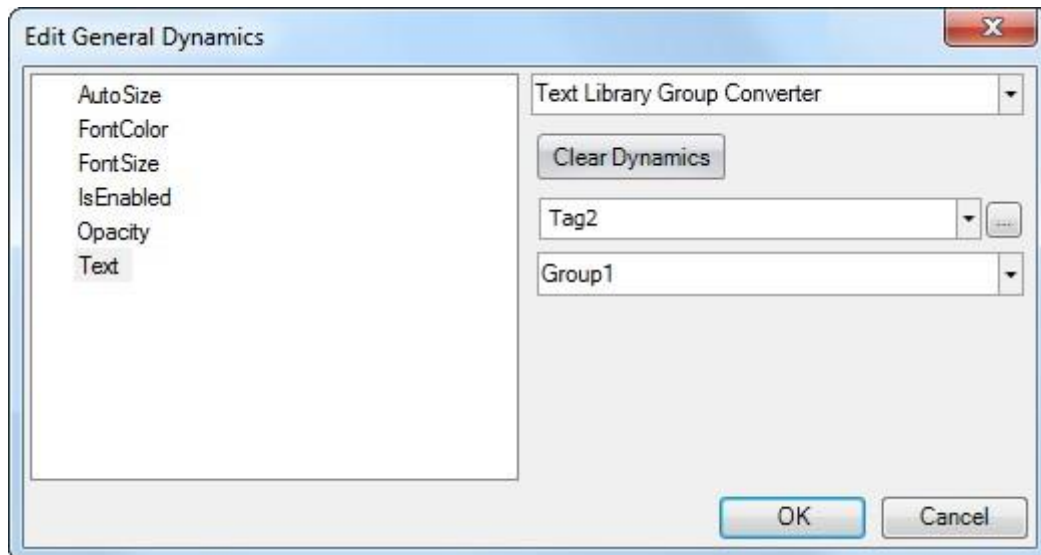 Edit General Dynamics
AutoSize
FontColor
FontSize
IsEnabled
Opacity
Text
Text Library Group Converter
Clear Dynamics
Tag2
...
Group1
OK
Cancel